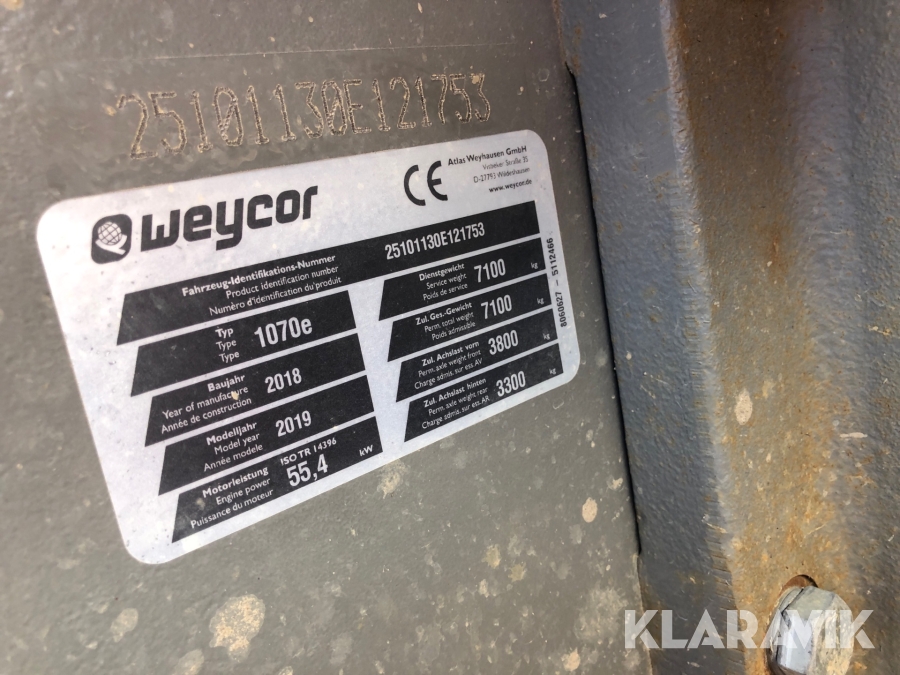 25101130E121753
weycor
CE
Atlas Weyhausen GmbH
Visbeker Straße 35
D-27793 Wildeshausen
www.weycor.de
Fahrzeug-Identifikations-Nummer
Product identification number
Numéro d'identification du produit
25101130E121753
Typ
Type
Type
1070e
Baujahr
Year of manufacture
Année de construction
2018
Modelljahr
Model year
Année modele
2019
Motorleistung
Engine power
Puissance du moteur
ISO TR 14396
55,4
kW
Dienstgewicht
Service weight
Poids de service
7100
kg
Zul. Ges.-Gewicht
Perm. total weight
Poids admissible
7100
kg
Zul. Achslast vorn
Perm. axle weight front
Charge admis. sur ess. AV
3800
kg
Zul. Achslast hinten
Perm. axle weight rear
Charge admis. sur ess. AR
3300
kg
8060627 - 5112466
KLARAVIK